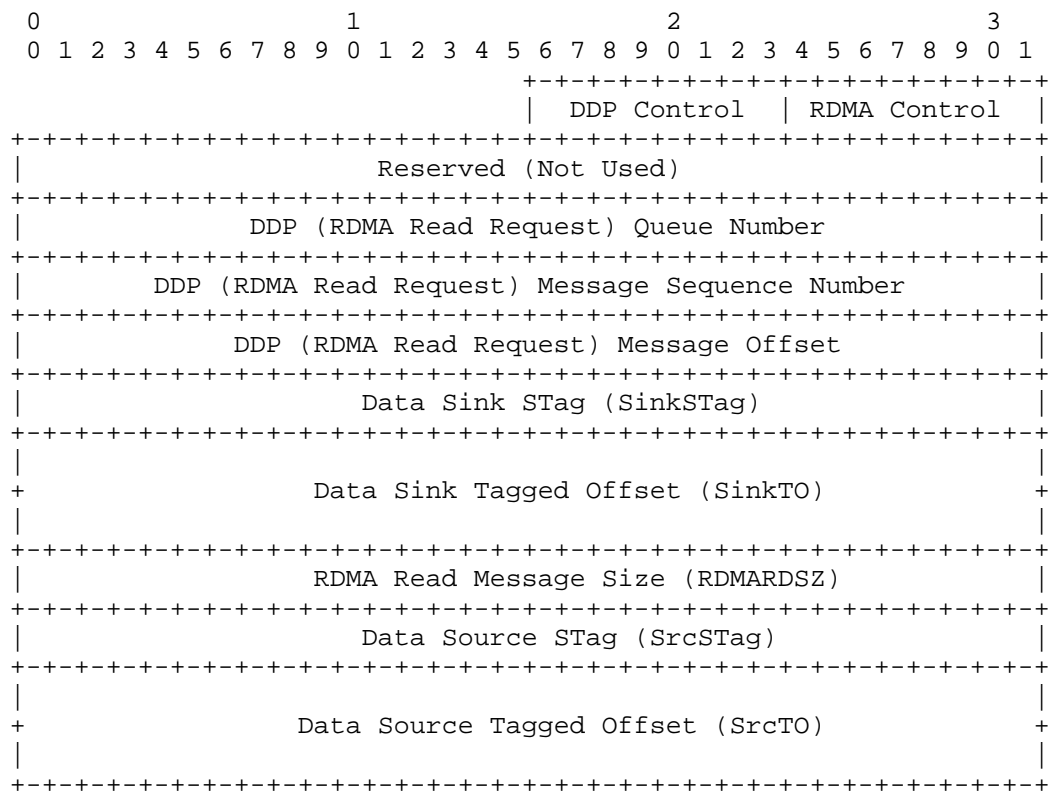 0                   1                   2                   3
 0 1 2 3 4 5 6 7 8 9 0 1 2 3 4 5 6 7 8 9 0 1 2 3 4 5 6 7 8 9 0 1
                                +-+-+-+-+-+-+-+-+-+-+-+-+-+-+-+-+
                                |  DDP Control  | RDMA Control  |
+-+-+-+-+-+-+-+-+-+-+-+-+-+-+-+-+-+-+-+-+-+-+-+-+-+-+-+-+-+-+-+-+
|                      Reserved (Not Used)                      |
+-+-+-+-+-+-+-+-+-+-+-+-+-+-+-+-+-+-+-+-+-+-+-+-+-+-+-+-+-+-+-+-+
|              DDP (RDMA Read Request) Queue Number             |
+-+-+-+-+-+-+-+-+-+-+-+-+-+-+-+-+-+-+-+-+-+-+-+-+-+-+-+-+-+-+-+-+
|        DDP (RDMA Read Request) Message Sequence Number        |
+-+-+-+-+-+-+-+-+-+-+-+-+-+-+-+-+-+-+-+-+-+-+-+-+-+-+-+-+-+-+-+-+
|             DDP (RDMA Read Request) Message Offset            |
+-+-+-+-+-+-+-+-+-+-+-+-+-+-+-+-+-+-+-+-+-+-+-+-+-+-+-+-+-+-+-+-+
|                     Data Sink STag (SinkSTag)                 |
+-+-+-+-+-+-+-+-+-+-+-+-+-+-+-+-+-+-+-+-+-+-+-+-+-+-+-+-+-+-+-+-+
|                                                               |
+                  Data Sink Tagged Offset (SinkTO)             +
|                                                               |
+-+-+-+-+-+-+-+-+-+-+-+-+-+-+-+-+-+-+-+-+-+-+-+-+-+-+-+-+-+-+-+-+
|                  RDMA Read Message Size (RDMARDSZ)            |
+-+-+-+-+-+-+-+-+-+-+-+-+-+-+-+-+-+-+-+-+-+-+-+-+-+-+-+-+-+-+-+-+
|                     Data Source STag (SrcSTag)                |
+-+-+-+-+-+-+-+-+-+-+-+-+-+-+-+-+-+-+-+-+-+-+-+-+-+-+-+-+-+-+-+-+
|                                                               |
+                 Data Source Tagged Offset (SrcTO)             +
|                                                               |
+-+-+-+-+-+-+-+-+-+-+-+-+-+-+-+-+-+-+-+-+-+-+-+-+-+-+-+-+-+-+-+-+